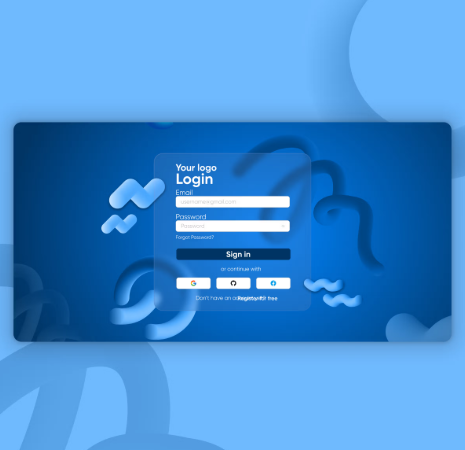 Your logo
Login
Email
username@gmail.com
Password
Password
Forgot Password?
Sign in
or continue with
G
Don't have an account yet?
Register for free